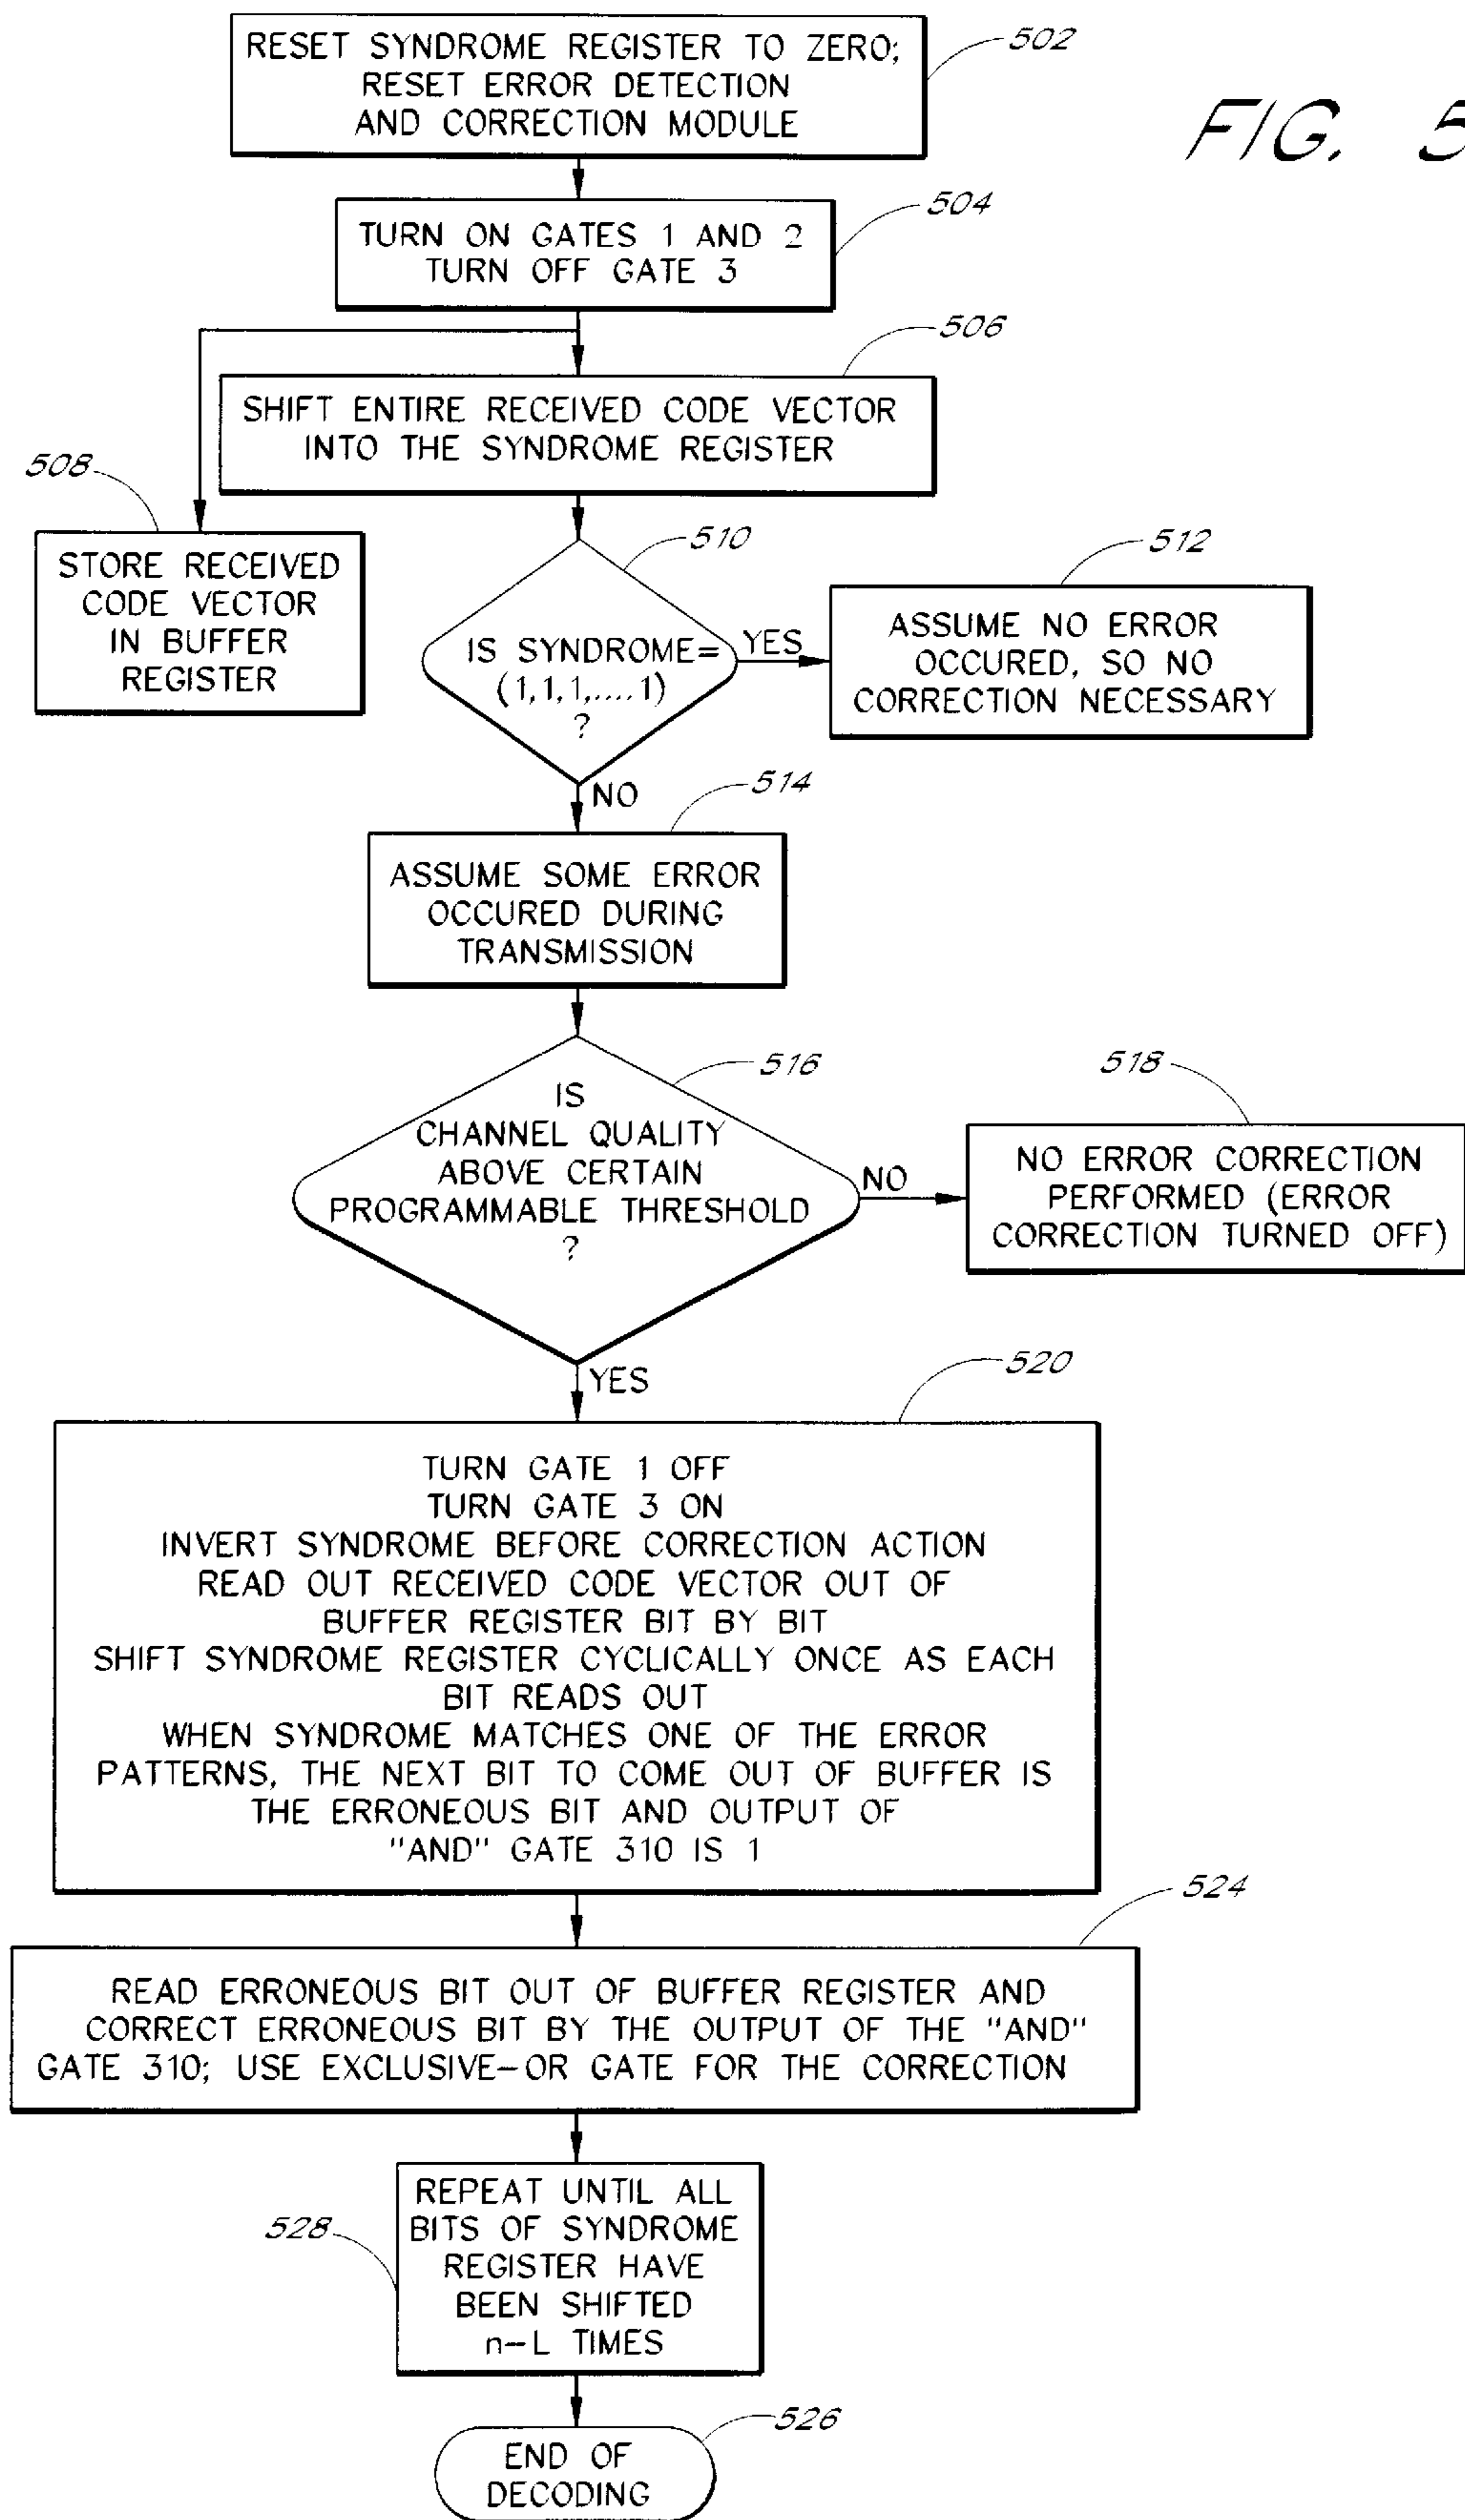 RESET SYNDROME REGISTER TO ZERO;
RESET ERROR DETECTION
AND CORRECTION MODULE
502
FIG. 5
TURN ON GATES 1 AND 2
TURN OFF GATE 3
504
506
SHIFT ENTIRE RECEIVED CODE VECTOR
INTO THE SYNDROME REGISTER
508
STORE RECEIVED
CODE VECTOR
IN BUFFER
REGISTER
510
IS SYNDROME=
(1,1,1,....1)
?
YES
512
ASSUME NO ERROR
OCCURED, SO NO
CORRECTION NECESSARY
NO
514
ASSUME SOME ERROR
OCCURED DURING
TRANSMISSION
516
IS
CHANNEL QUALITY
ABOVE CERTAIN
PROGRAMMABLE THRESHOLD
?
NO
518
NO ERROR CORRECTION
PERFORMED (ERROR
CORRECTION TURNED OFF)
YES
520
TURN GATE 1 OFF
TURN GATE 3 ON
INVERT SYNDROME BEFORE CORRECTION ACTION
READ OUT RECEIVED CODE VECTOR OUT OF
BUFFER REGISTER BIT BY BIT
SHIFT SYNDROME REGISTER CYCLICALLY ONCE AS EACH
BIT READS OUT
WHEN SYNDROME MATCHES ONE OF THE ERROR
PATTERNS, THE NEXT BIT TO COME OUT OF BUFFER IS
THE ERRONEOUS BIT AND OUTPUT OF
"AND" GATE 310 IS 1
524
READ ERRONEOUS BIT OUT OF BUFFER REGISTER AND
CORRECT ERRONEOUS BIT BY THE OUTPUT OF THE "AND"
GATE 310; USE EXCLUSIVE-OR GATE FOR THE CORRECTION
528
REPEAT UNTIL ALL
BITS OF SYNDROME
REGISTER HAVE
BEEN SHIFTED
n-L TIMES
526
END OF
DECODING